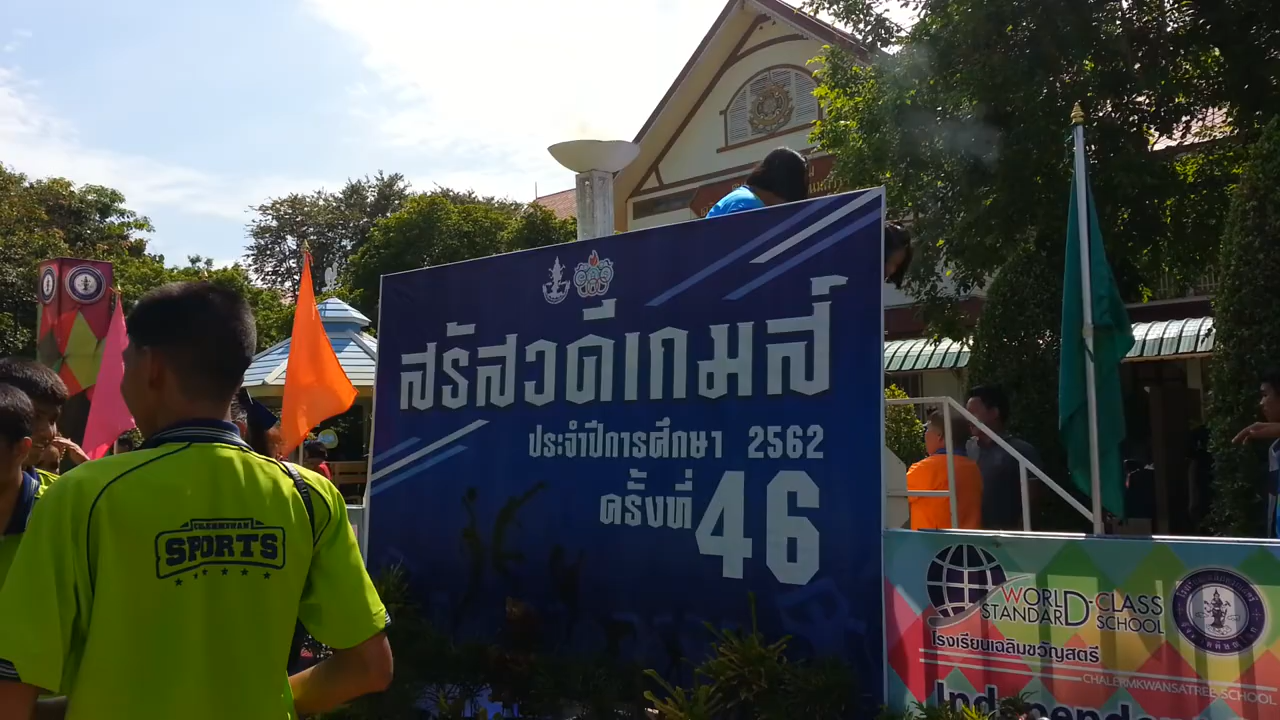 สุรัสวดีเกมส์
ประจำปีการศึกษา 2562
ครั้งที่ 46
CHLERMKWAN
SPORTS
WORLD-CLASS
STANDARD SCHOOL
โรงเรียนเฉลิมขวัญสตรี
CHALERMKWANSATREE SCHOOL